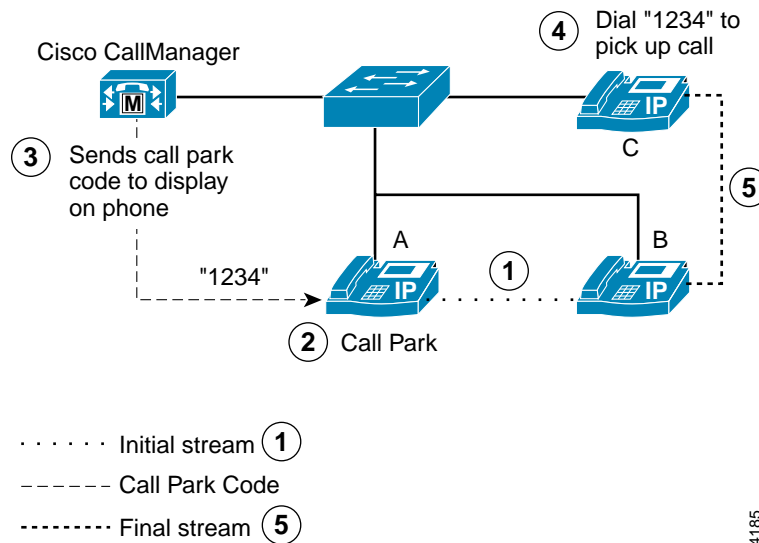 4
Dial "1234" to
pick up call
Cisco CallManager
M
IP
C
3
Sends call park
code to display
on phone
5
A
B
"1234"
1
IP
IP
2
Call Park
Initial stream 1
Call Park Code
Final stream 5